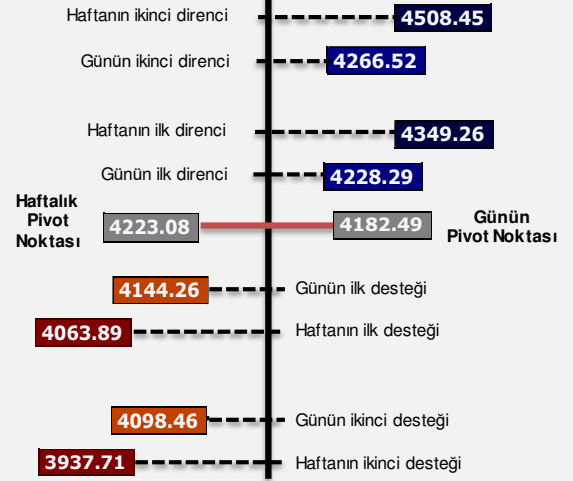 Haftanın ikinci direnci 4508.45
Günün ikinci direnci 4266.52
Haftanın ilk direnci 4349.26
Günün ilk direnci 4228.29
Haftalık
Pivot
Noktası
4223.08 4182.49
Günün
Pivot Noktası
4144.26 Günün ilk desteği
4063.89 Haftanın ilk desteği
4098.46 Günün ikinci desteği
3937.71 Haftanın ikinci desteği